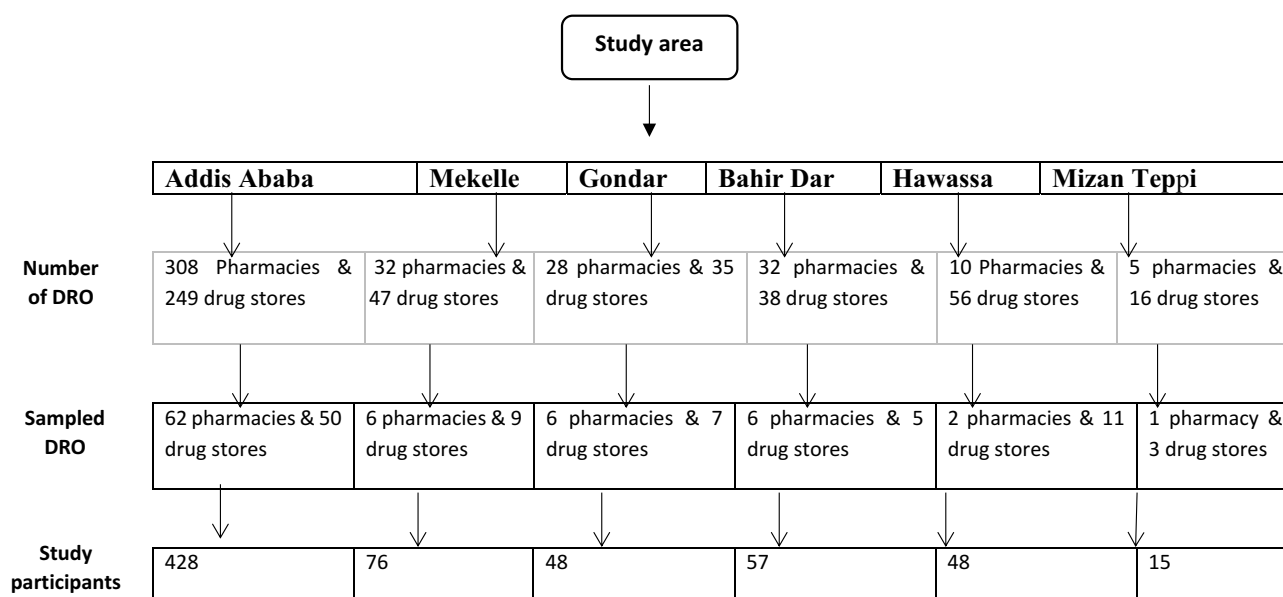 Study area
Addis Ababa Mekelle Gondar Bahir Dar Hawassa Mizan Teppi
Number
of DRO
308 Pharmacies &
249 drug stores
32 pharmacies &
47 drug stores
28 pharmacies & 35
drug stores
32 pharmacies &
38 drug stores
10 Pharmacies &
56 drug stores
5 pharmacies &
16 drug stores
Sampled
DRO
62 pharmacies & 50
drug stores
6 pharmacies & 9
drug stores
6 pharmacies & 7
drug stores
6 pharmacies & 5
drug stores
2 pharmacies & 11
drug stores
1 pharmacy &
3 drug stores
Study
participants
428
76
48
57
48
15